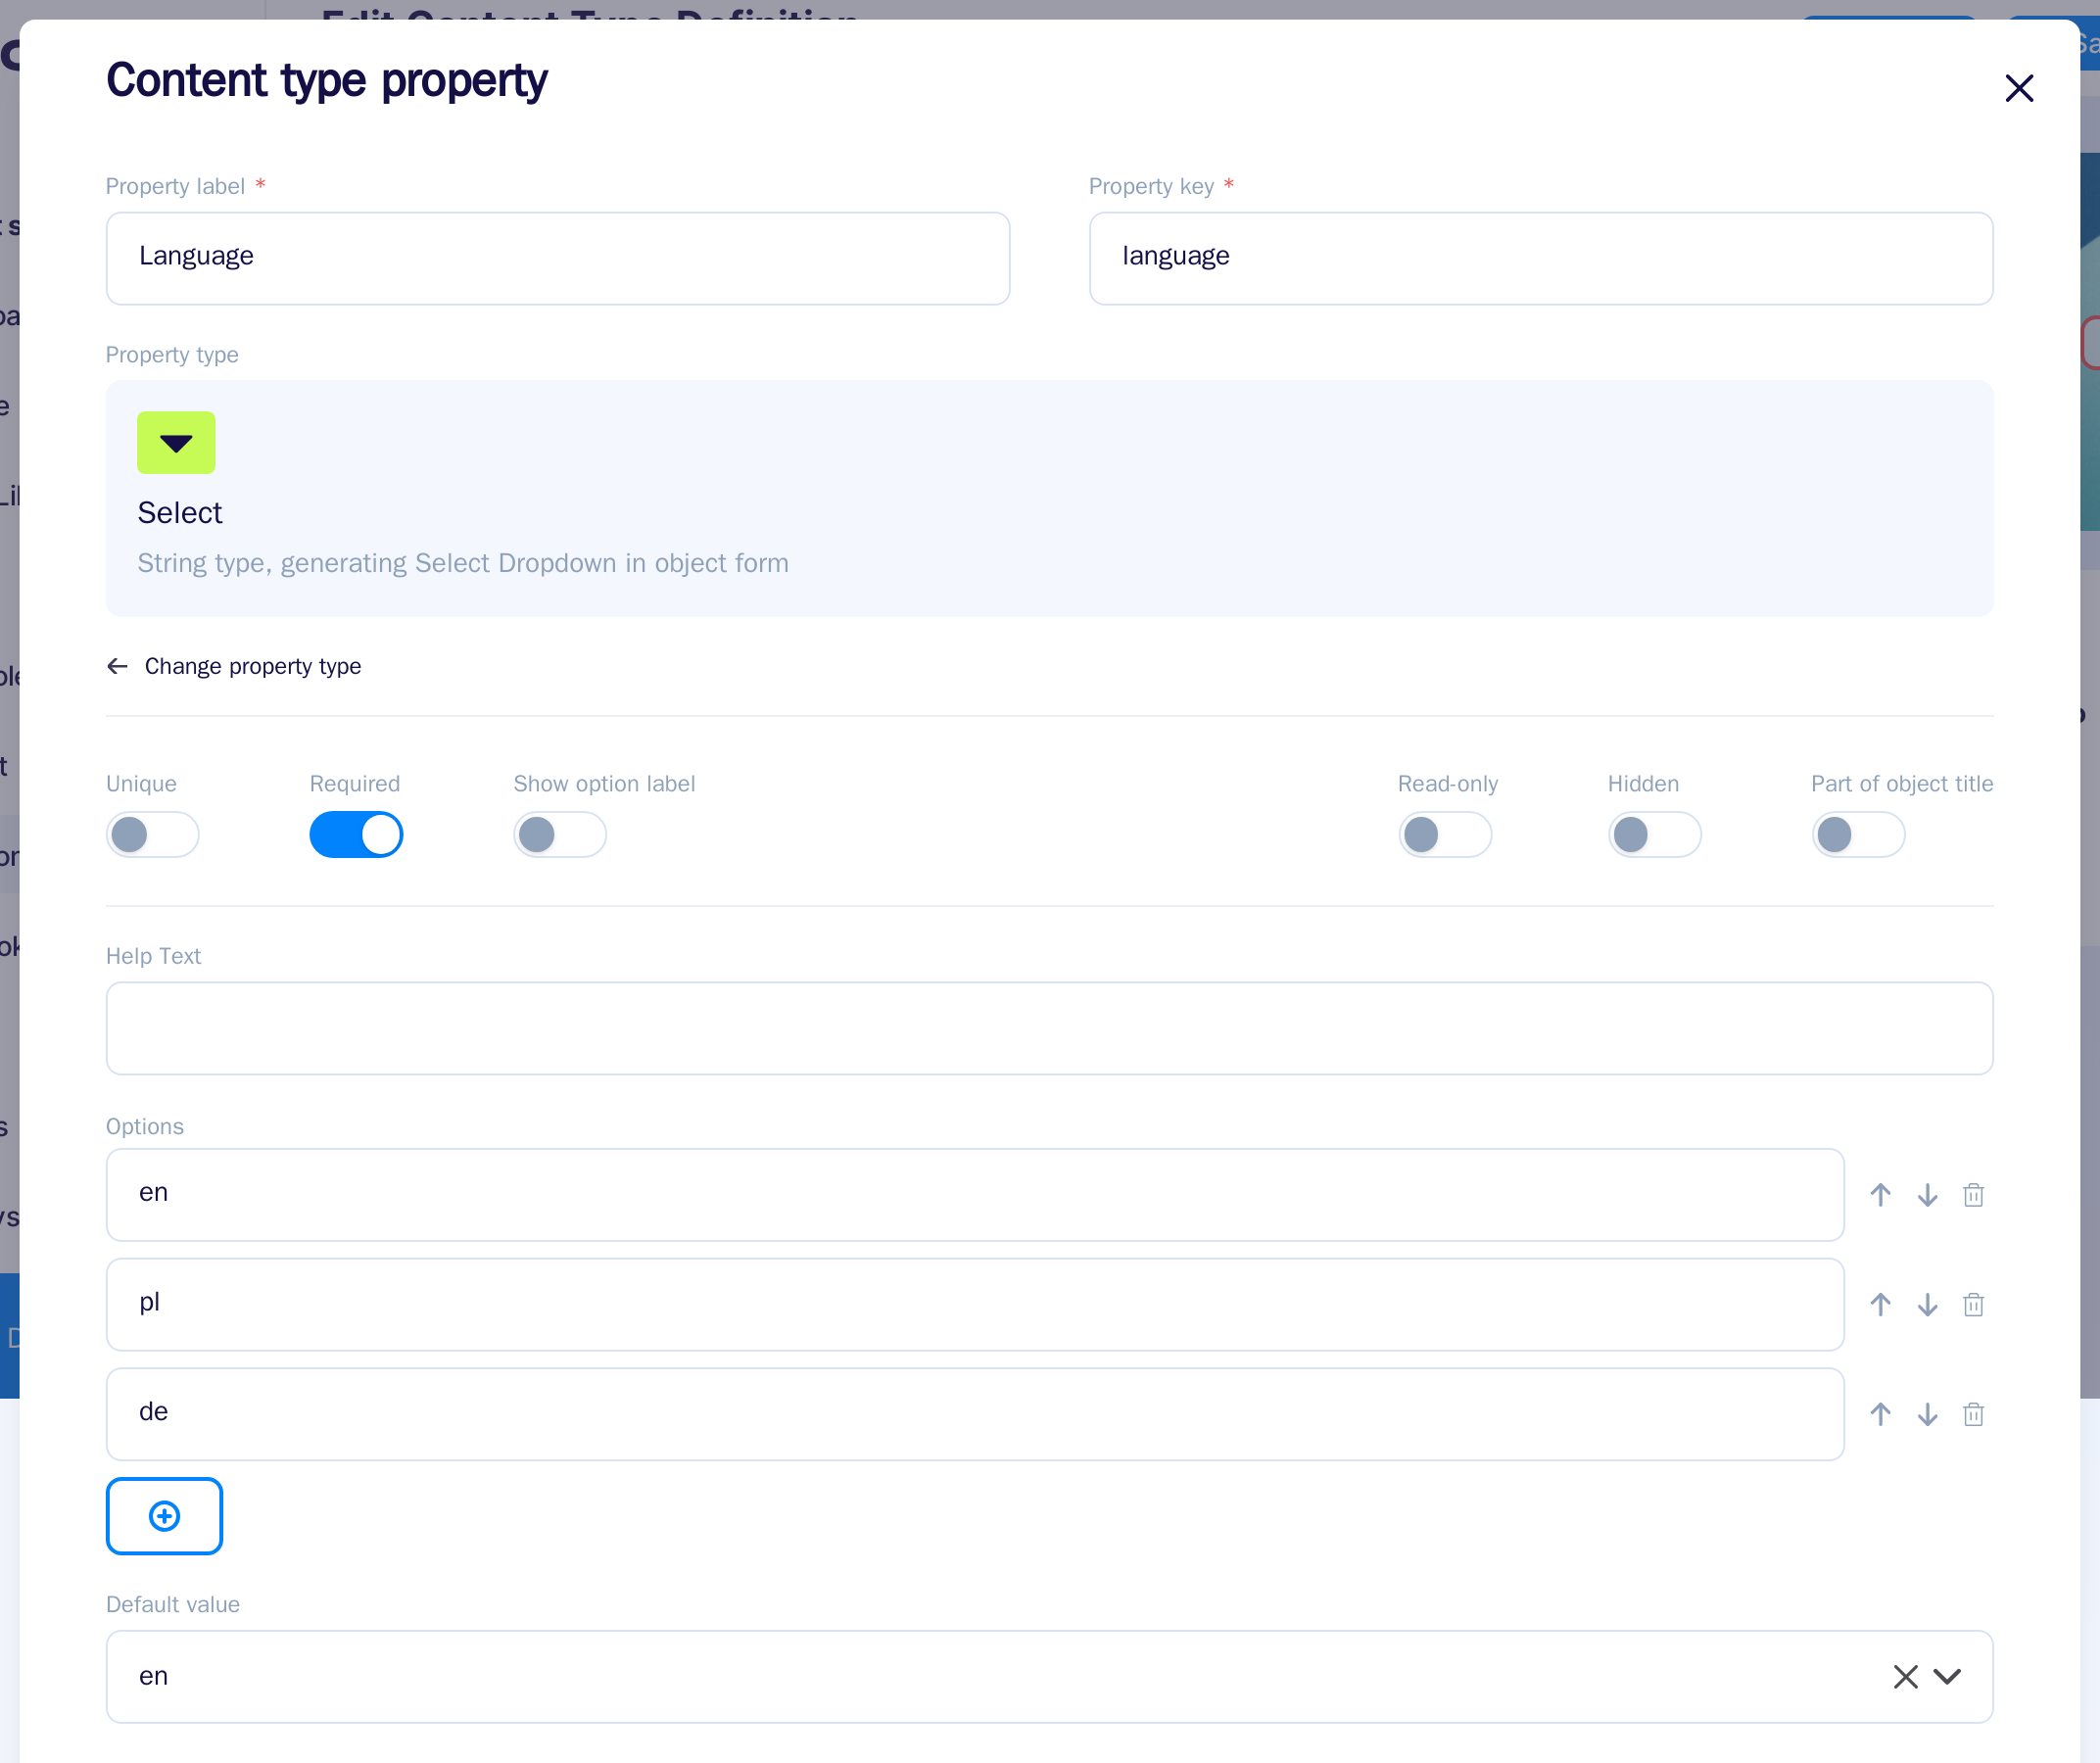 Content type property
Property label *
Property key *
Language
language
Property type
Select
String type, generating Select Dropdown in object form
Change property type
Unique
Required
Show option label
Read-only
Hidden
Part of object title
Help Text
Options
en
pl
de
Default value
en